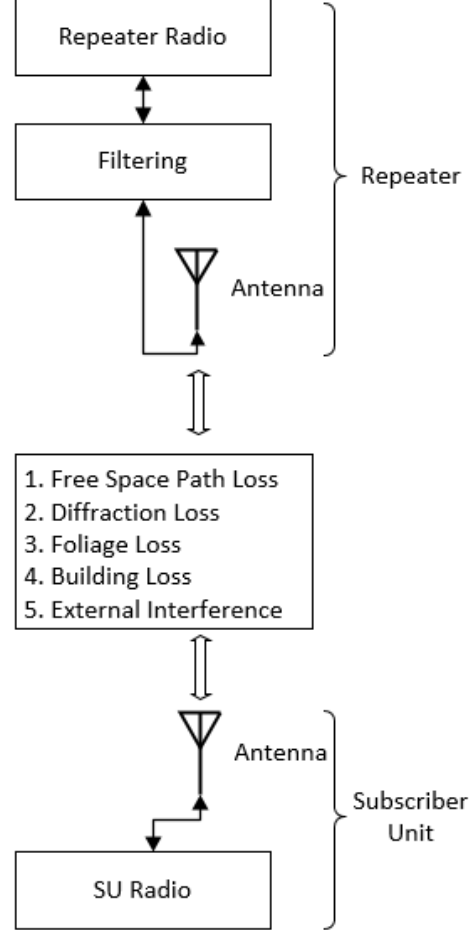 Repeater Radio
Filtering
Repeater
Antenna
1. Free Space Path Loss
2. Diffraction Loss
3. Foliage Loss
4. Building Loss
5. External Interference
Antenna
Subscriber
Unit
SU Radio